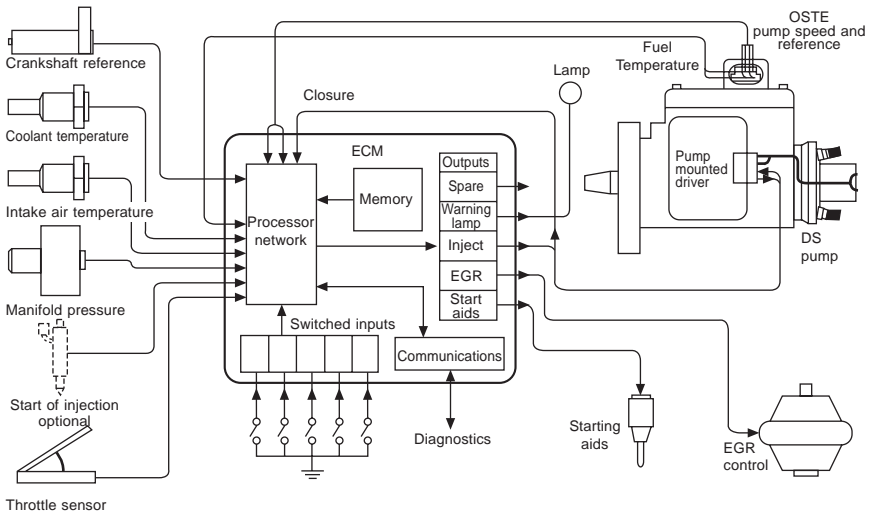 OSTE
pump speed and
reference
Fuel
Temperature
Crankshaft reference
Lamp
Closure
Coolant temperature
ECM
Outputs
Pump
mounted
driver
Memory
Spare
Intake air temperature
Warning
lamp
Processor
network
Inject
DS
pump
EGR
Manifold pressure
Start
aids
Switched inputs
Communications
Start of injection
optional
Diagnostics
Starting
aids
EGR
control
Throttle sensor